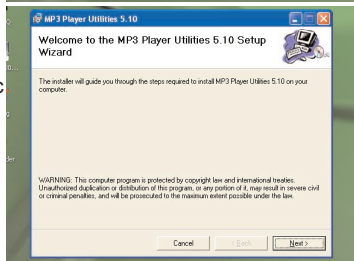 MP3 Player Utilities 5.10
Welcome to the MP3 Player Utilities 5.10 Setup
Wizard
The installer will guide you through the steps required to install MP3 Player Utilities 5.10 on your
computer.
WARNING: This computer program is protected by copyright law and international treaties.
Unauthorized duplication or distribution of this program, or any portion of it, may result in severe civil
or criminal penalties, and will be prosecuted to the maximum extent possible under the law.
Cancel
< Back
Next >